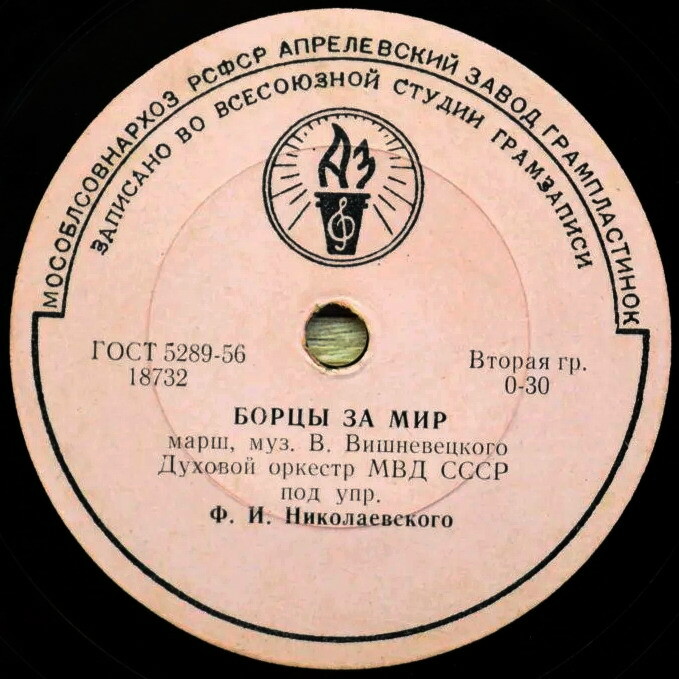 МОСОБЛСОВНАРХОЗ РСФСР АПРЕЛЕВСКИЙ ЗАВОД ГРАМПЛАСТИНОК
ЗАПИСАНО ВО ВСЕСОЮЗНОЙ СТУДИИ ГРАМЗАПИСИ
АЗ
ГОСТ 5289-56
18732
Вторая гр.
0-30
БОРЦЫ ЗА МИР
марш, муз. В. Вишневецкого
Духовой оркестр МВД СССР
под упр.
Ф. И. Николаевского